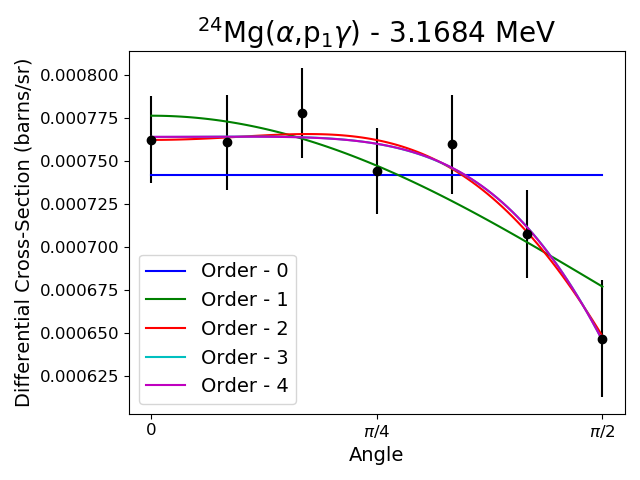 ²⁴Mg(α,p₁γ) - 3.1684 MeV
Differential Cross-Section (barns/sr)
0.000800
0.000775
0.000750
0.000725
0.000700
0.000675
0.000650
0.000625
Order - 0
Order - 1
Order - 2
Order - 3
Order - 4
0 π/4 π/2
Angle